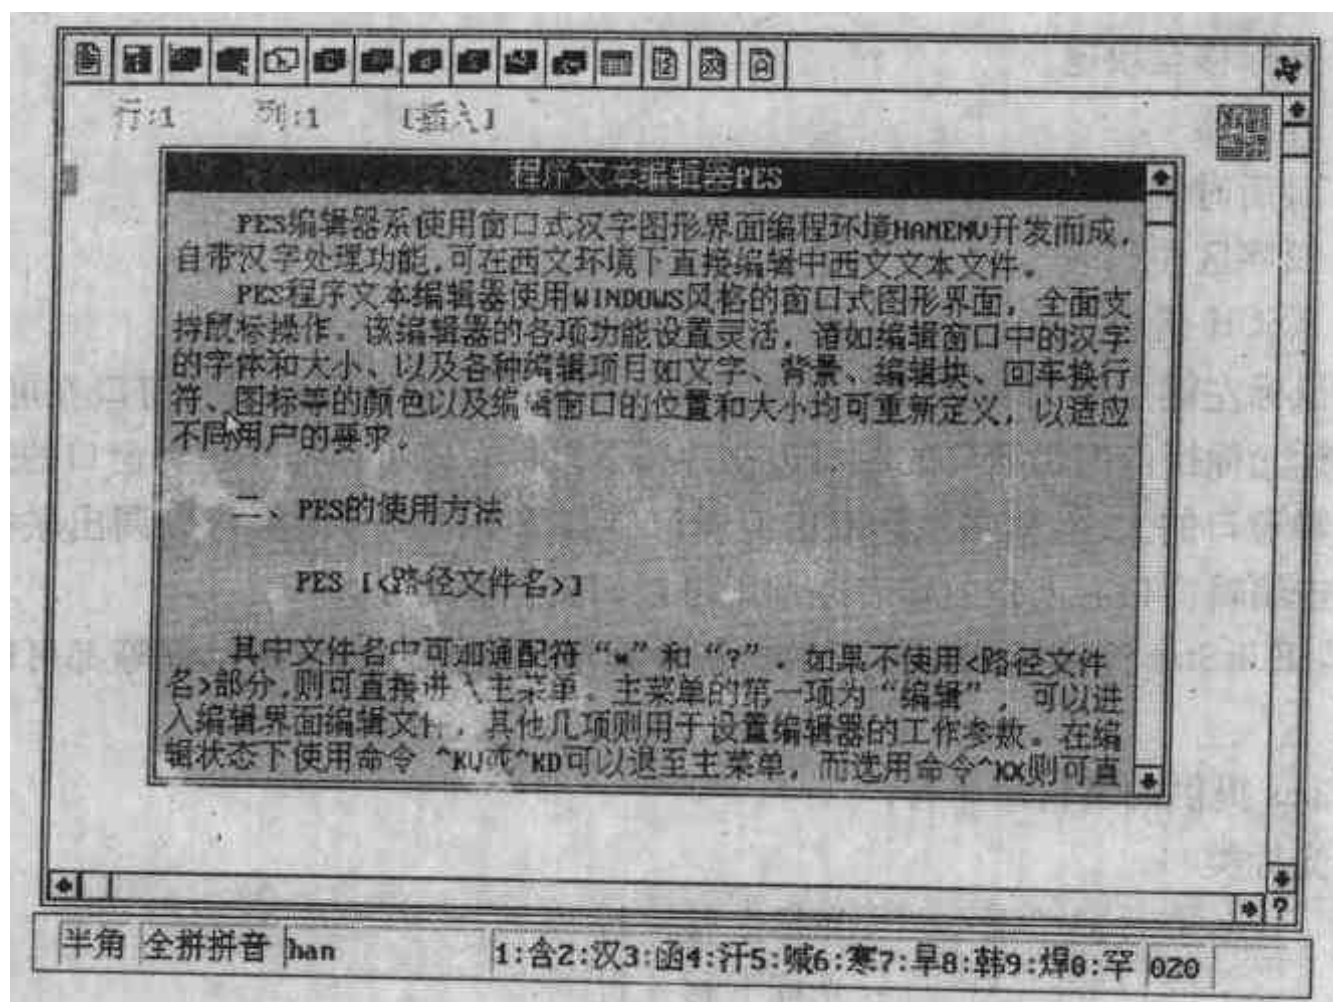 行:1 列:1 [插入]
程序文本编辑器PES
PES编辑器系使用窗口式汉字图形界面编程环境HANENV开发而成,
自带汉字处理功能,可在西文环境下直接编辑中西文文本文件。
PES程序文本编辑器使用WINDOWS风格的窗口式图形界面, 全面支
持鼠标操作。该编辑器的各项功能设置灵活, 诸如编辑窗口中的汉字
的字体和大小、以及各种编辑项目如文字、背景、编辑块、回车换行
符、图标等的颜色以及编辑窗口的位置和大小均可重新定义, 以适应
不同用户的要求。
二、PES的使用方法
PES [<路径文件名>]
其中文件名中可如通配符“*”和“?”。如果不使用<路径文件
名>部分,则可直接进入主菜单。主菜单的第一项为“编辑”, 可以进
入编辑界面编辑文件, 其他几项则用于设置编辑器的工作参数。在编
辑状态下使用命令 ^KQ或^KD可以退至主菜单, 而选用命令^KX则可直
半角 全拼拼音 han 1:含2:汉3:函4:汗5:喊6:寒7:旱8:韩9:焊0:罕 020
?